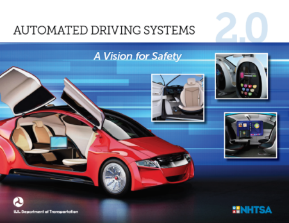 AUTOMATED DRIVING SYSTEMS 2.0
A Vision for Safety
U.S. Department of Transportation
NHTSA